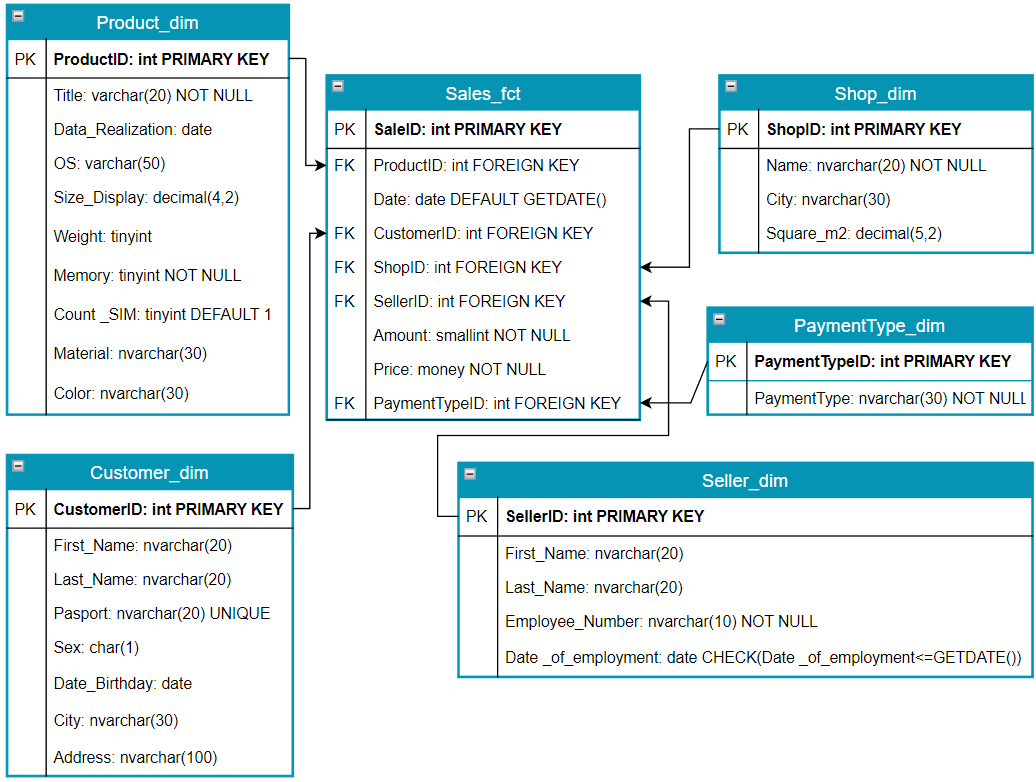 Product_dim
PK ProductID: int PRIMARY KEY
Title: varchar(20) NOT NULL
Data_Realization: date
OS: varchar(50)
Size_Display: decimal(4,2)
Weight: tinyint
Memory: tinyint NOT NULL
Count _SIM: tinyint DEFAULT 1
Material: nvarchar(30)
Color: nvarchar(30)
Sales_fct
PK SaleID: int PRIMARY KEY
FK ProductID: int FOREIGN KEY
Date: date DEFAULT GETDATE()
FK CustomerID: int FOREIGN KEY
FK ShopID: int FOREIGN KEY
FK SellerID: int FOREIGN KEY
Amount: smallint NOT NULL
Price: money NOT NULL
FK PaymentTypeID: int FOREIGN KEY
Shop_dim
PK ShopID: int PRIMARY KEY
Name: nvarchar(20) NOT NULL
City: nvarchar(30)
Square_m2: decimal(5,2)
PaymentType_dim
PK PaymentTypeID: int PRIMARY KEY
PaymentType: nvarchar(30) NOT NULL
Customer_dim
PK CustomerID: int PRIMARY KEY
First_Name: nvarchar(20)
Last_Name: nvarchar(20)
Pasport: nvarchar(20) UNIQUE
Sex: char(1)
Date_Birthday: date
City: nvarchar(30)
Address: nvarchar(100)
Seller_dim
PK SellerID: int PRIMARY KEY
First_Name: nvarchar(20)
Last_Name: nvarchar(20)
Employee_Number: nvarchar(10) NOT NULL
Date _of_employment: date CHECK(Date _of_employment<=GETDATE())